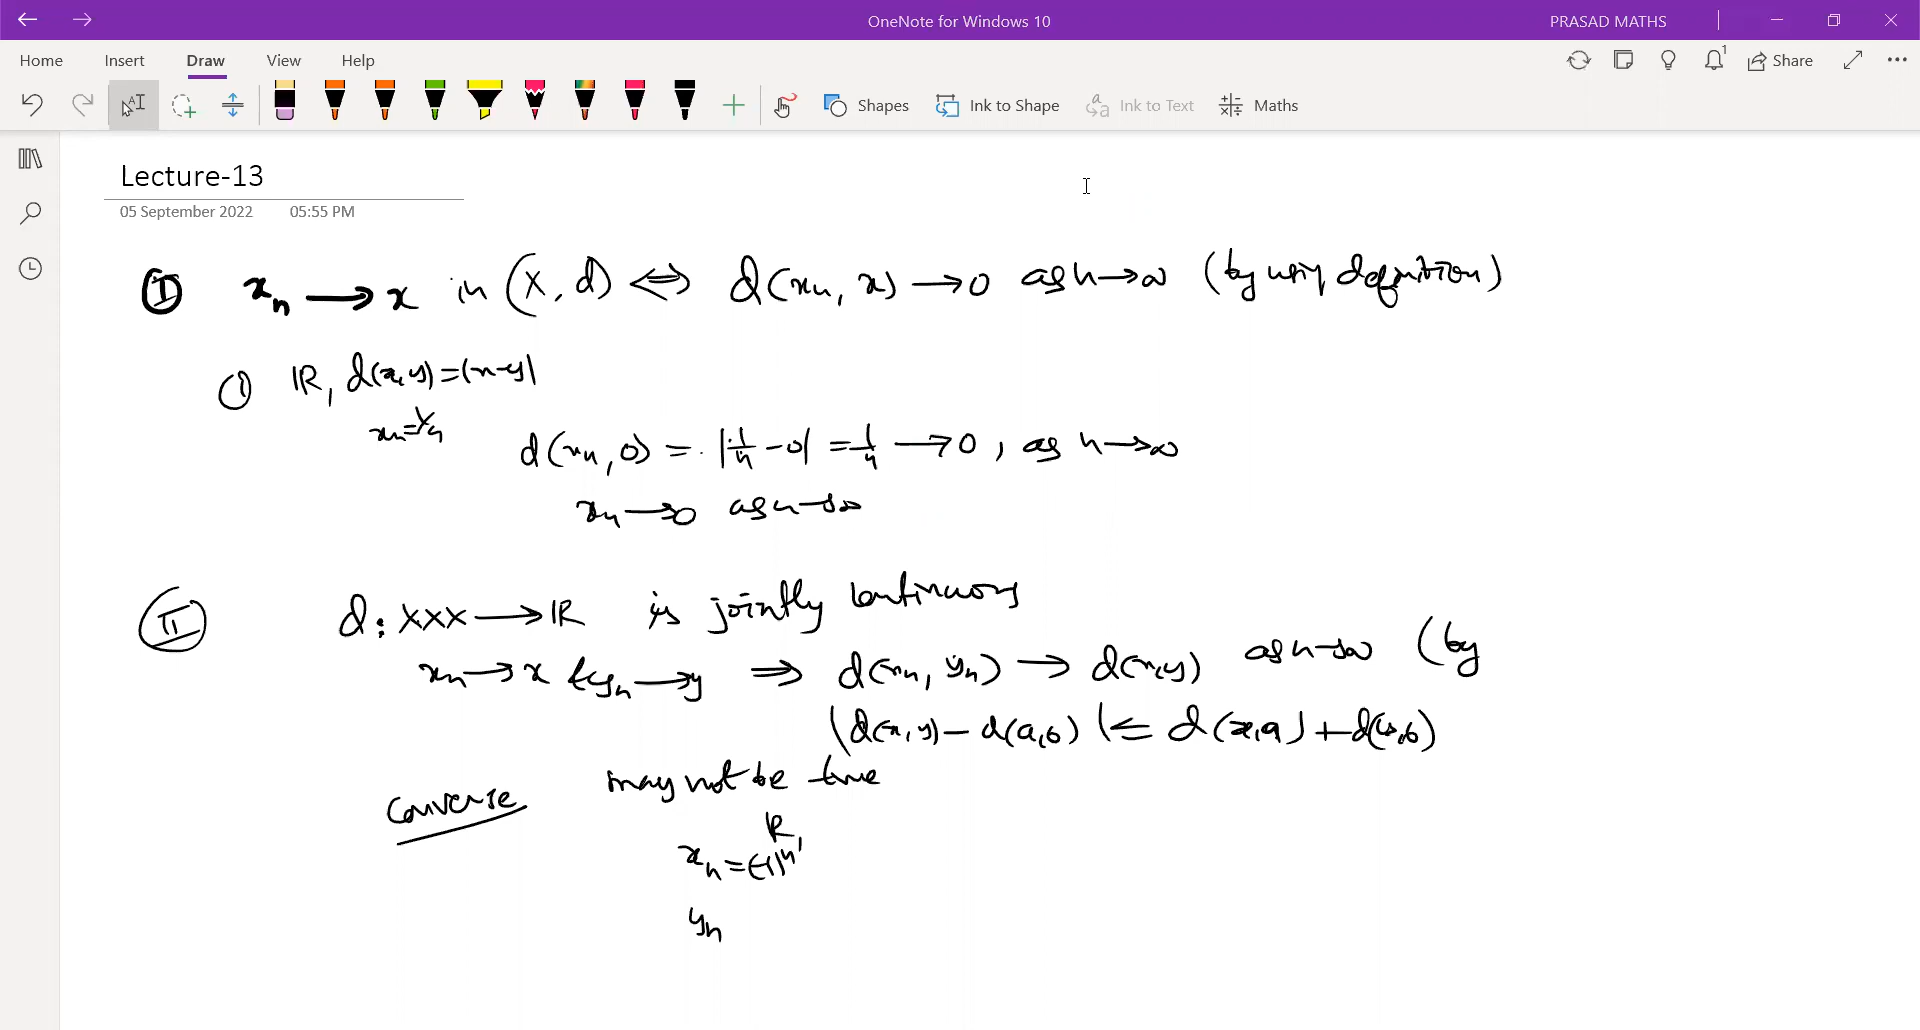 OneNote for Windows 10
PRASAD MATHS
Home Insert Draw View Help
1
Share
Shapes Ink to Shape Ink to Text Maths
Lecture-13
05 September 2022 05:55 PM
Ⓘ xₙ → x in (X, d) ⇔ d(xₙ, x) → 0 as n → ∞ (by using definition)
① ℝ, d(x, y) = |x-y|
xₙ = 1/n
d(xₙ, 0) = |1/n - 0| = 1/n → 0, as n → ∞
xₙ → 0 as n → ∞
II d : X×X → ℝ is jointly continuous
xₙ → x & yₙ → y ⇒ d(xₙ, yₙ) → d(x, y) as n → ∞ (by
|d(x, y) - d(a, b)| ≤ d(x, a) + d(y, b)
Converse may not be true
ℝ,
xₙ = (-1)ⁿ
yₙ